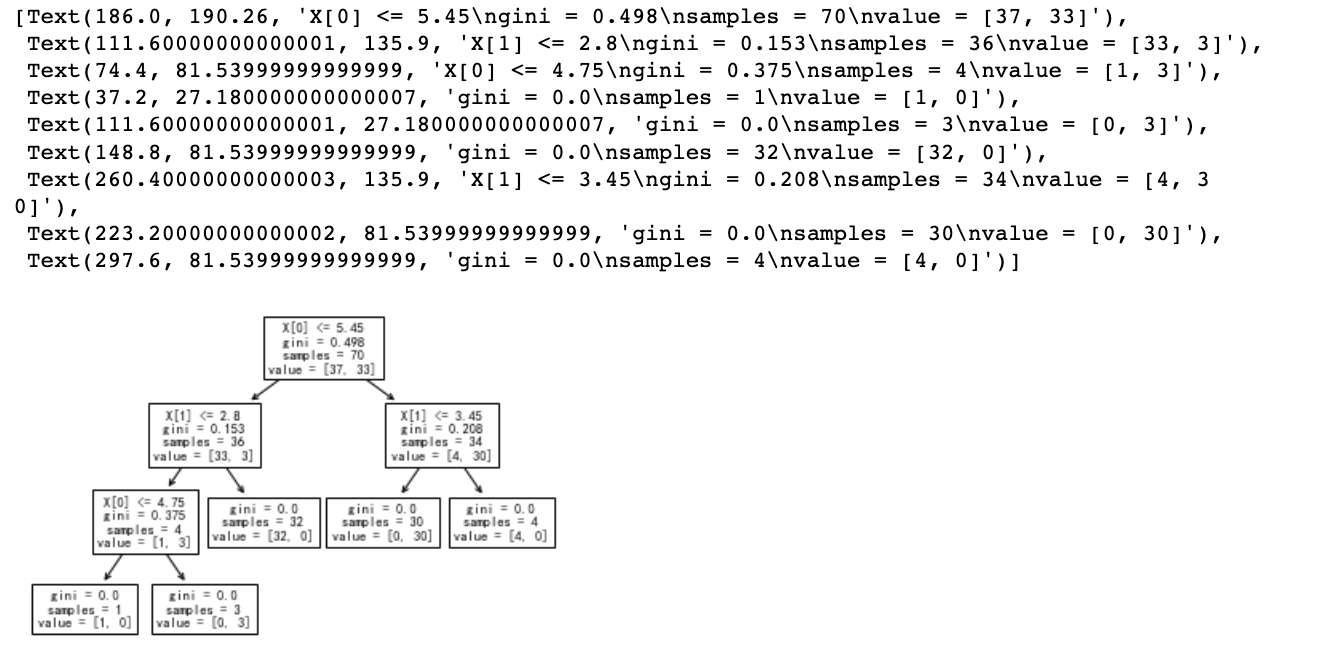 [Text(186.0, 190.26, 'X[0] <= 5.45\ngini = 0.498\nsamples = 70\nvalue = [37, 33]'),
Text(111.60000000000001, 135.9, 'X[1] <= 2.8\ngini = 0.153\nsamples = 36\nvalue = [33, 3]'),
Text(74.4, 81.53999999999999, 'X[0] <= 4.75\ngini = 0.375\nsamples = 4\nvalue = [1, 3]'),
Text(37.2, 27.180000000000007, 'gini = 0.0\nsamples = 1\nvalue = [1, 0]'),
Text(111.60000000000001, 27.180000000000007, 'gini = 0.0\nsamples = 3\nvalue = [0, 3]'),
Text(148.8, 81.53999999999999, 'gini = 0.0\nsamples = 32\nvalue = [32, 0]'),
Text(260.40000000000003, 135.9, 'X[1] <= 3.45\ngini = 0.208\nsamples = 34\nvalue = [4, 3
0]'),
Text(223.20000000000002, 81.53999999999999, 'gini = 0.0\nsamples = 30\nvalue = [0, 30]'),
Text(297.6, 81.53999999999999, 'gini = 0.0\nsamples = 4\nvalue = [4, 0]')]
X[0] <= 5.45
gini = 0.498
samples = 70
value = [37, 33]
X[1] <= 2.8
gini = 0.153
samples = 36
value = [33, 3]
X[1] <= 3.45
gini = 0.208
samples = 34
value = [4, 30]
X[0] <= 4.75
gini = 0.375
samples = 4
value = [1, 3]
gini = 0.0
samples = 32
value = [32, 0]
gini = 0.0
samples = 30
value = [0, 30]
gini = 0.0
samples = 4
value = [4, 0]
gini = 0.0
samples = 1
value = [1, 0]
gini = 0.0
samples = 3
value = [0, 3]